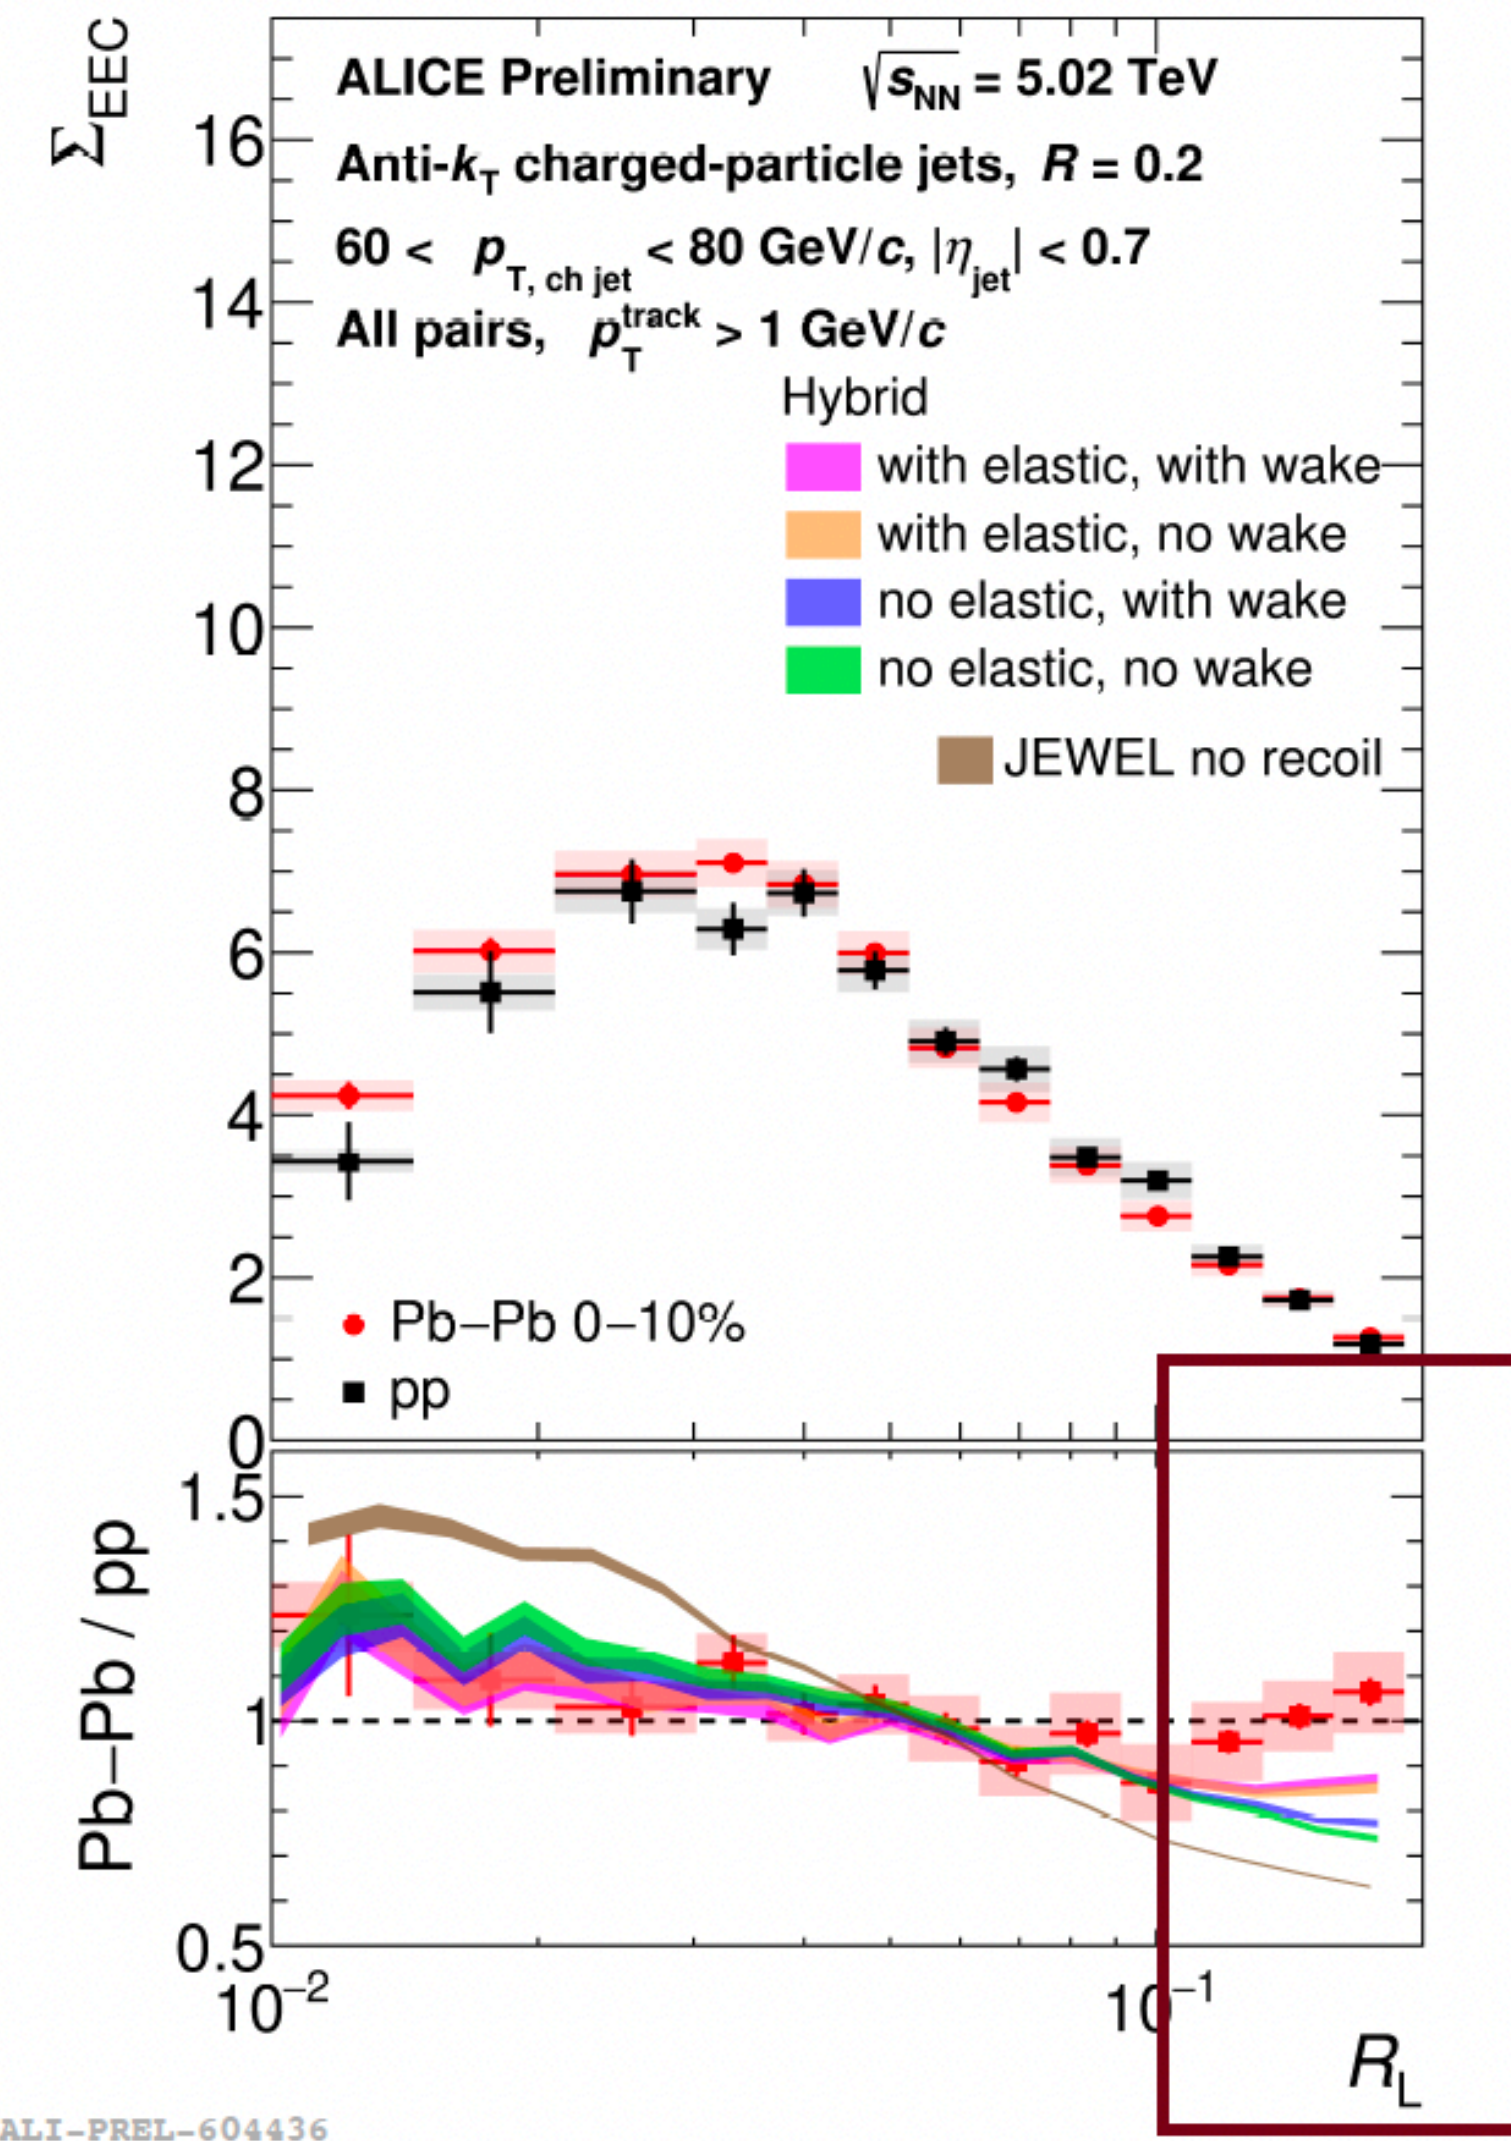 Σ_EEC
ALICE Preliminary √s_NN = 5.02 TeV
Anti-k_T charged-particle jets, R = 0.2
60 < p_T, ch jet < 80 GeV/c, |η_jet| < 0.7
All pairs, p_T^track > 1 GeV/c
Hybrid
with elastic, with wake
with elastic, no wake
no elastic, with wake
no elastic, no wake
JEWEL no recoil
16
14
12
10
8
6
4
2
0
Pb–Pb 0–10%
pp
Pb–Pb / pp
1.5
1
0.5
10⁻²
10⁻¹
R_L
ALI-PREL-604436